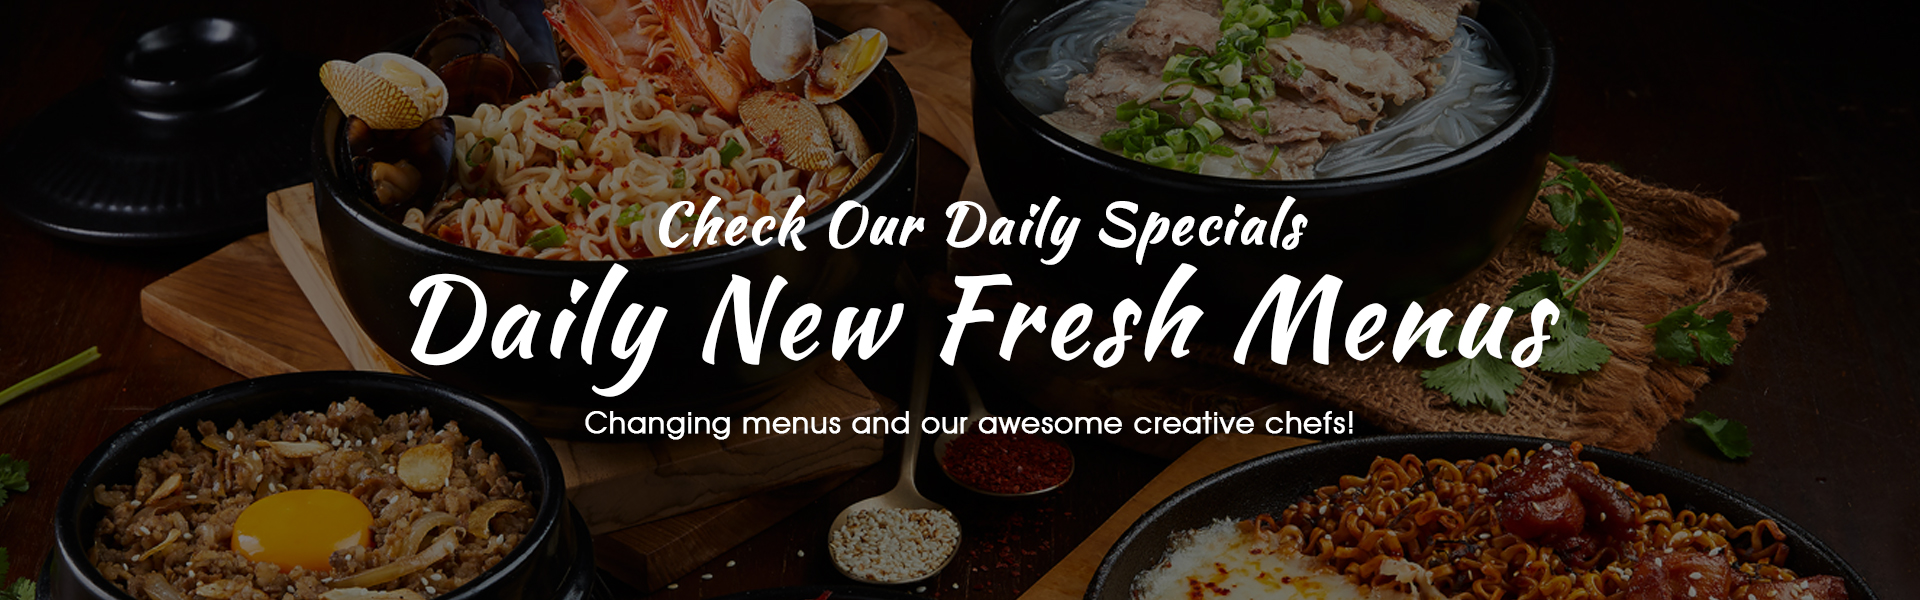 Check Our Daily Specials
Daily New Fresh Menus
Changing menus and our awesome creative chefs!